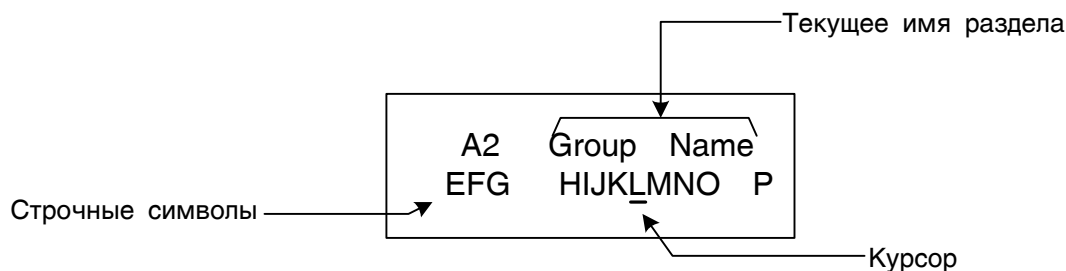 Текущее имя раздела
A2 Group Name
EFG HIJKLMNO P
Строчные символы
Курсор